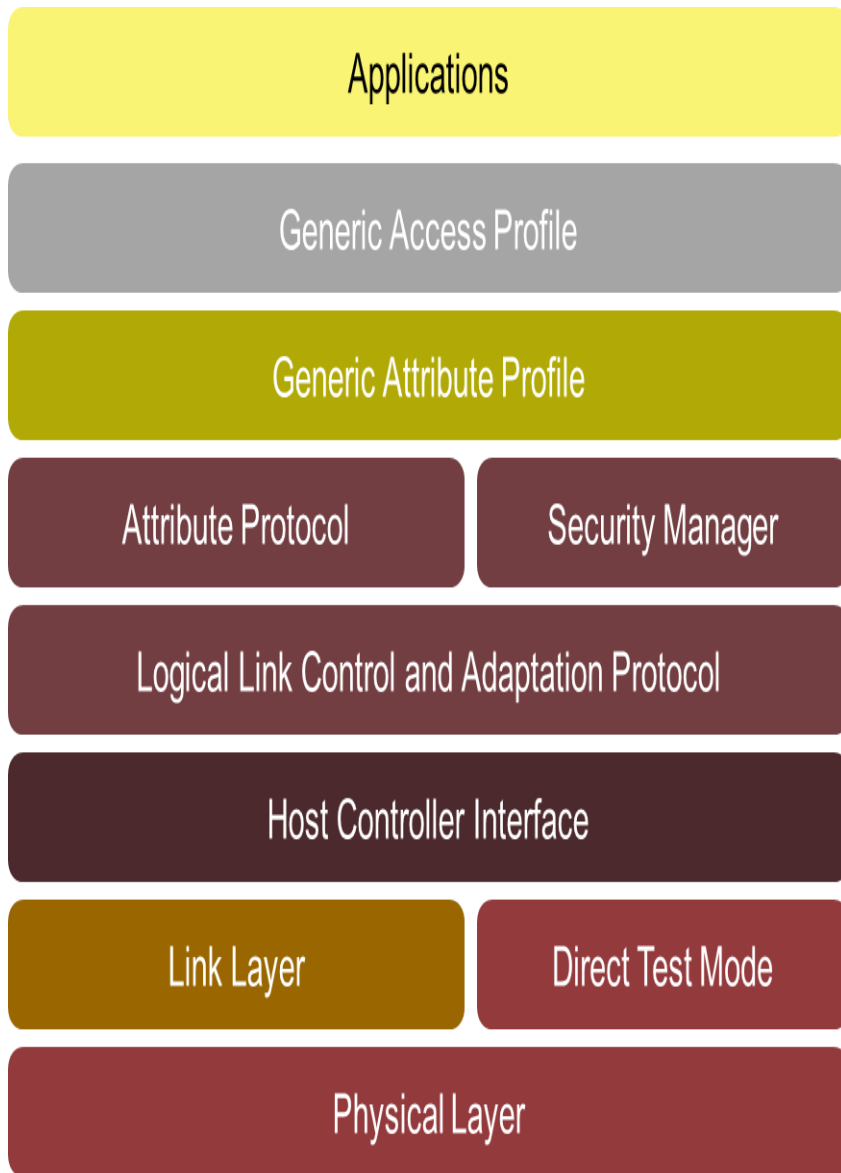 Applications
Generic Access Profile
Generic Attribute Profile
Attribute Protocol
Security Manager
Logical Link Control and Adaptation Protocol
Host Controller Interface
Link Layer
Direct Test Mode
Physical Layer